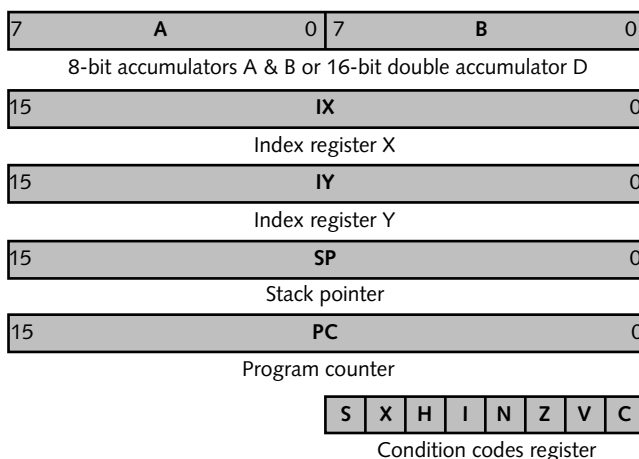 7 A 0 7 B 0
8-bit accumulators A & B or 16-bit double accumulator D
15 IX 0
Index register X
15 IY 0
Index register Y
15 SP 0
Stack pointer
15 PC 0
Program counter
S X H I N Z V C
Condition codes register